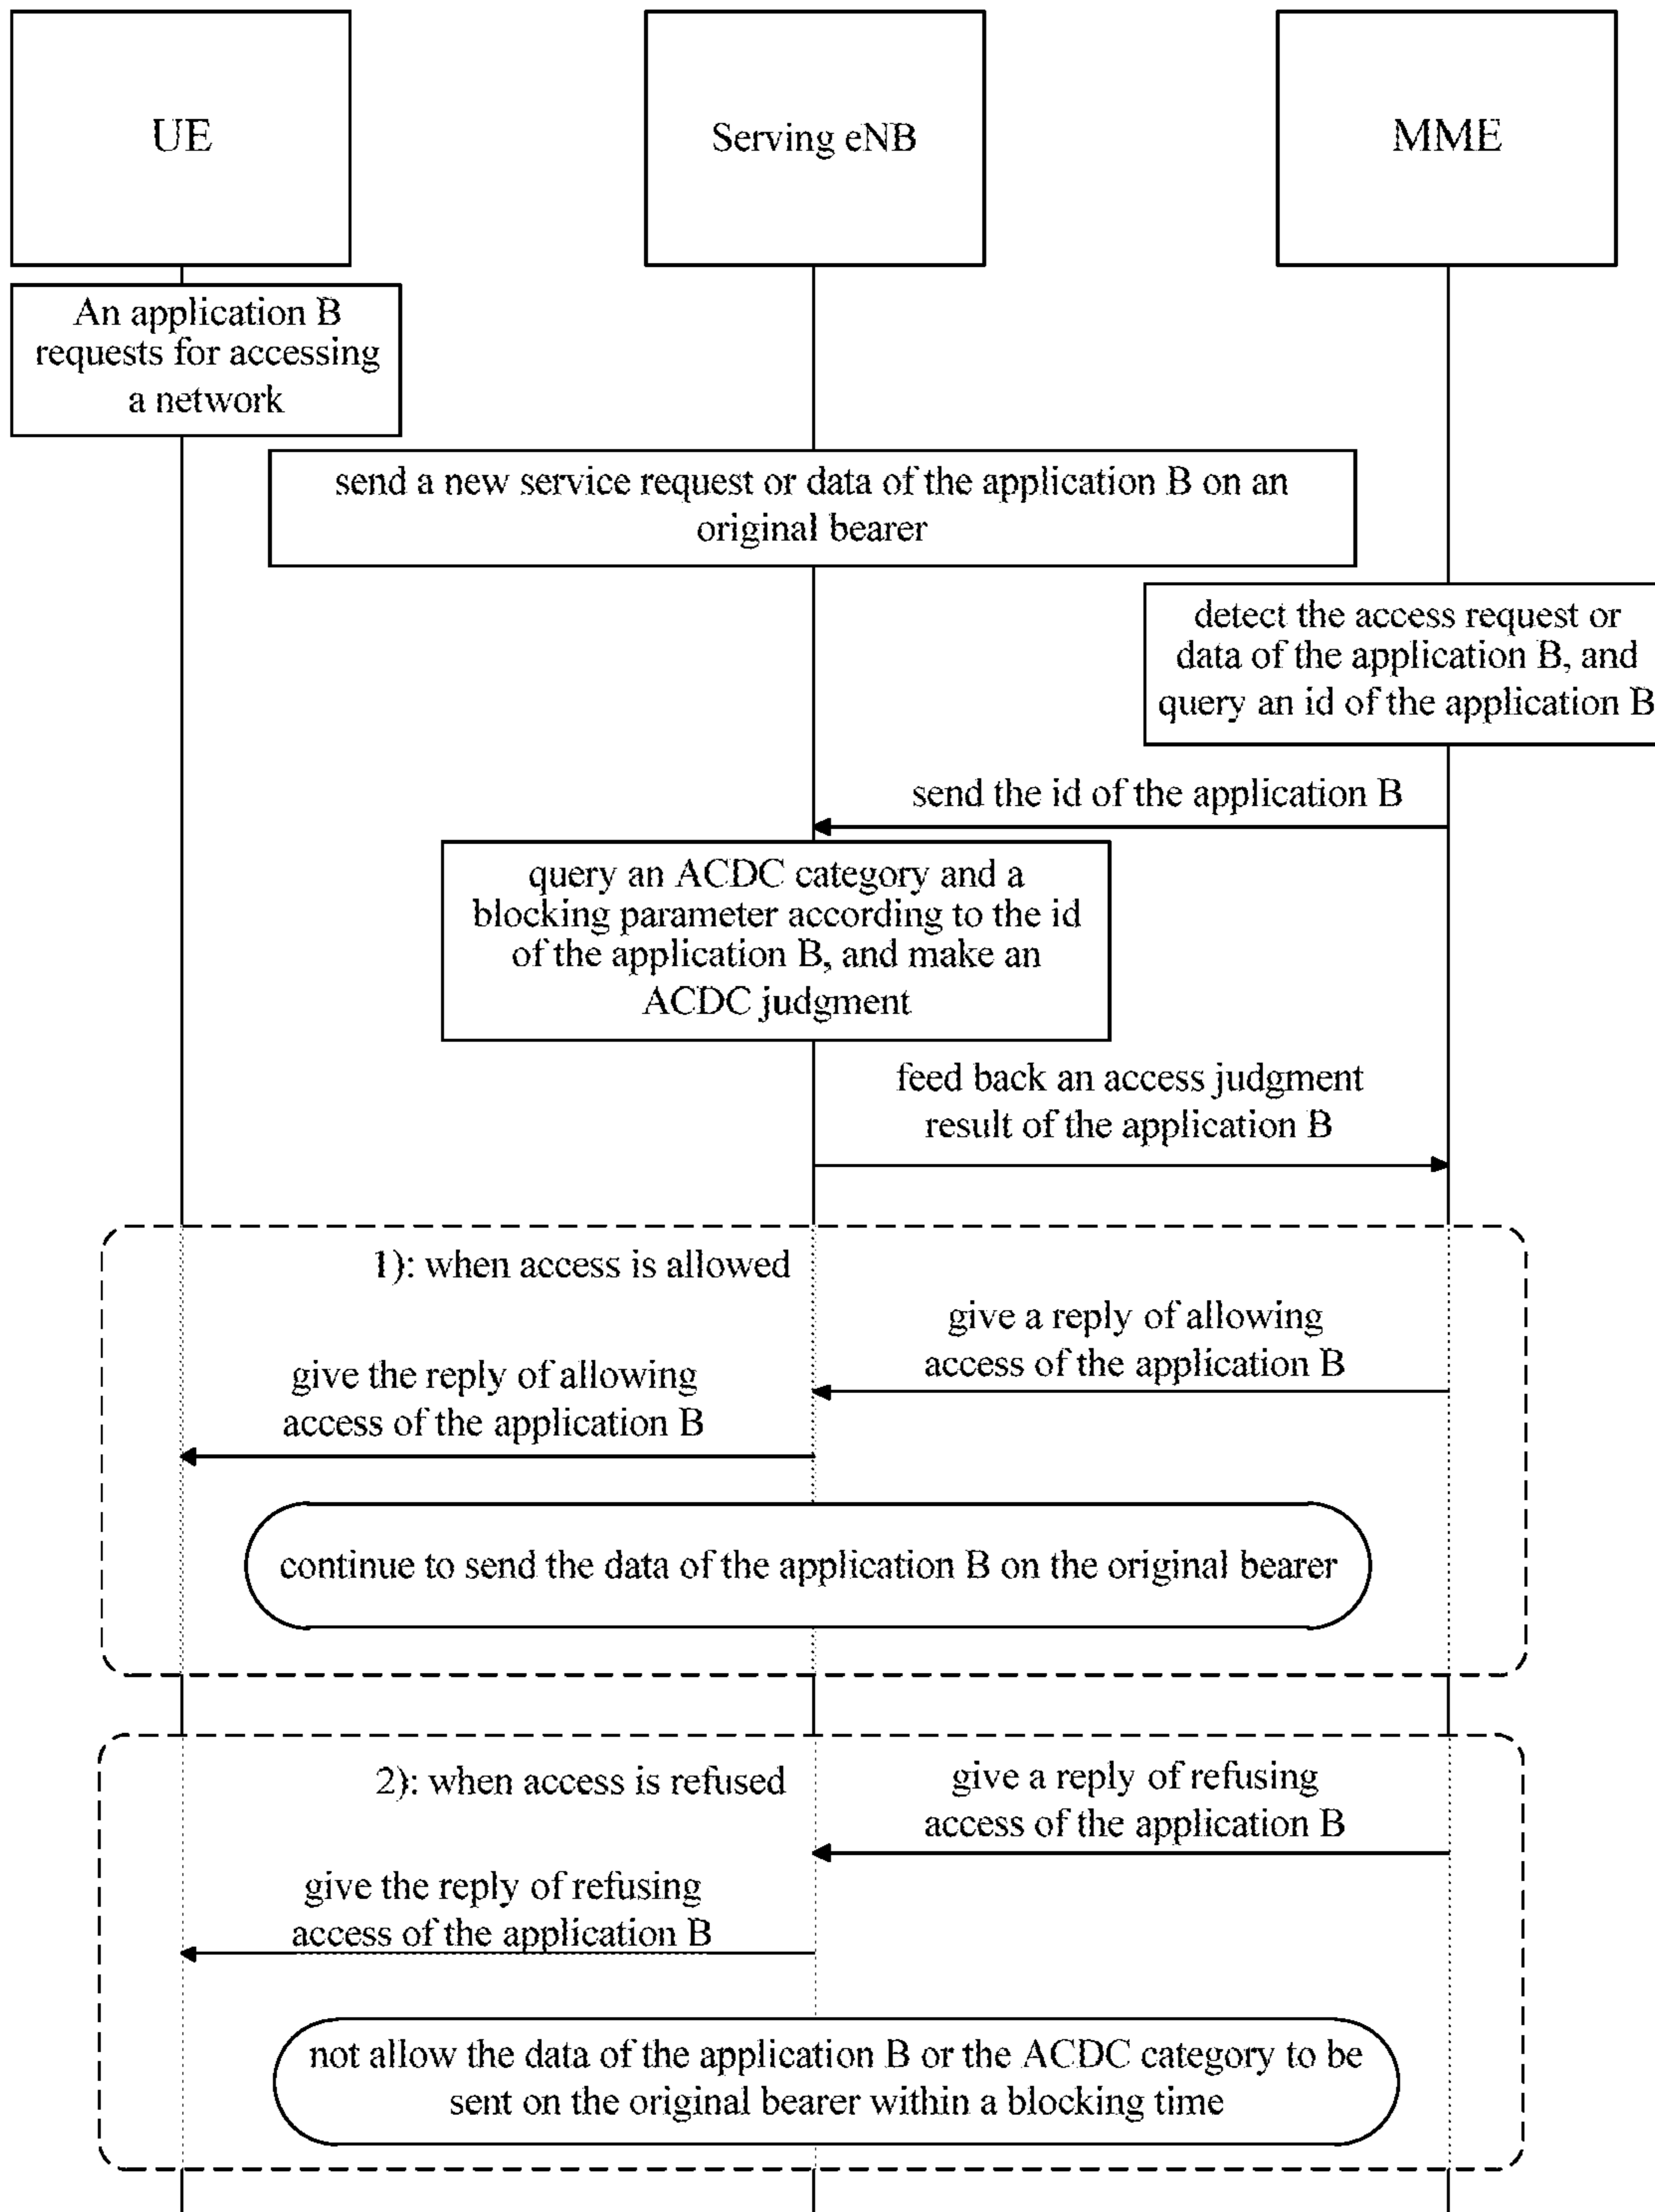 UE
Serving eNB
MME
An application B
requests for accessing
a network
send a new service request or data of the application B on an
original bearer
detect the access request or
data of the application B, and
query an id of the application B
send the id of the application B
query an ACDC category and a
blocking parameter according to the id
of the application B, and make an
ACDC judgment
feed back an access judgment
result of the application B
1): when access is allowed
give a reply of allowing
access of the application B
give the reply of allowing
access of the application B
continue to send the data of the application B on the original bearer
2): when access is refused
give a reply of refusing
access of the application B
give the reply of refusing
access of the application B
not allow the data of the application B or the ACDC category to be
sent on the original bearer within a blocking time